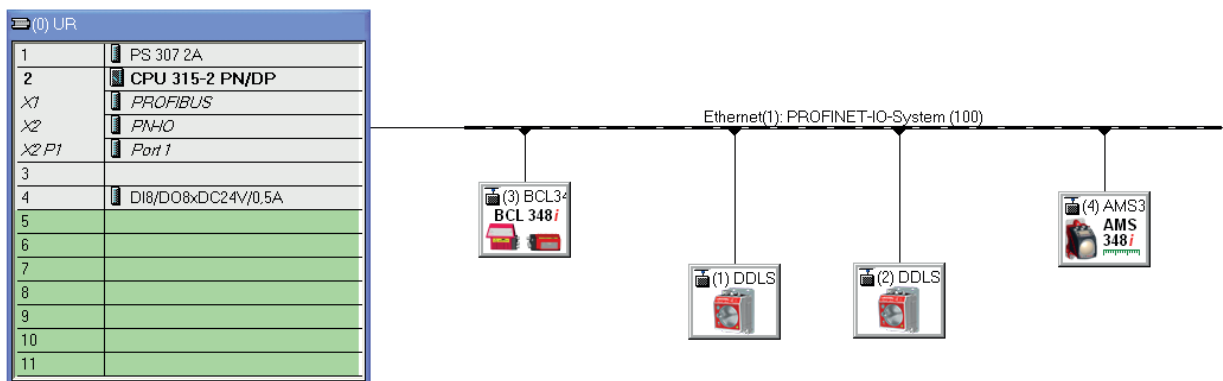 (0) UR
1 PS 307 2A
2 CPU 315-2 PN/DP
X1 PROFIBUS
X2 PN-IO
X2 P1 Port 1
3
4 DI8/DO8xDC24V/0,5A
5
6
7
8
9
10
11
Ethernet(1): PROFINET-IO-System (100)
(3) BCL34
BCL 348i
(4) AMS3
AMS
348i
(1) DDLS
(2) DDLS